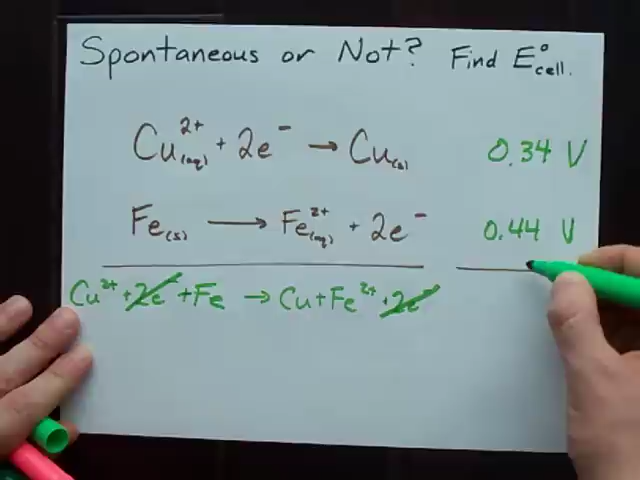 Spontaneous or Not? Find E°cell.
Cu²⁺(aq) + 2e⁻ → Cu(s) 0.34 V
Fe(s) → Fe²⁺(aq) + 2e⁻ 0.44 V
Cu²⁺ + 2e⁻ + Fe → Cu + Fe²⁺ + 2e⁻